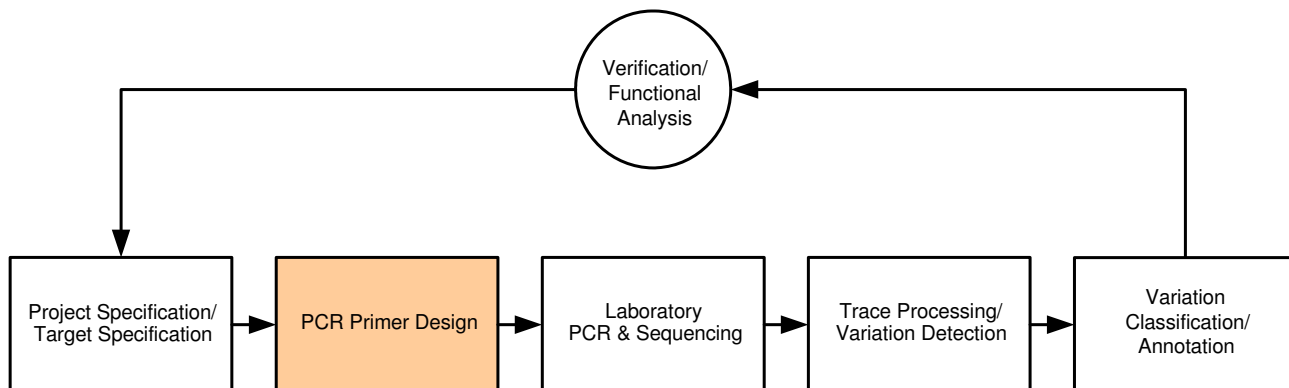 Verification/
Functional
Analysis
Project Specification/
Target Specification
PCR Primer Design
Laboratory
PCR & Sequencing
Trace Processing/
Variation Detection
Variation
Classification/
Annotation